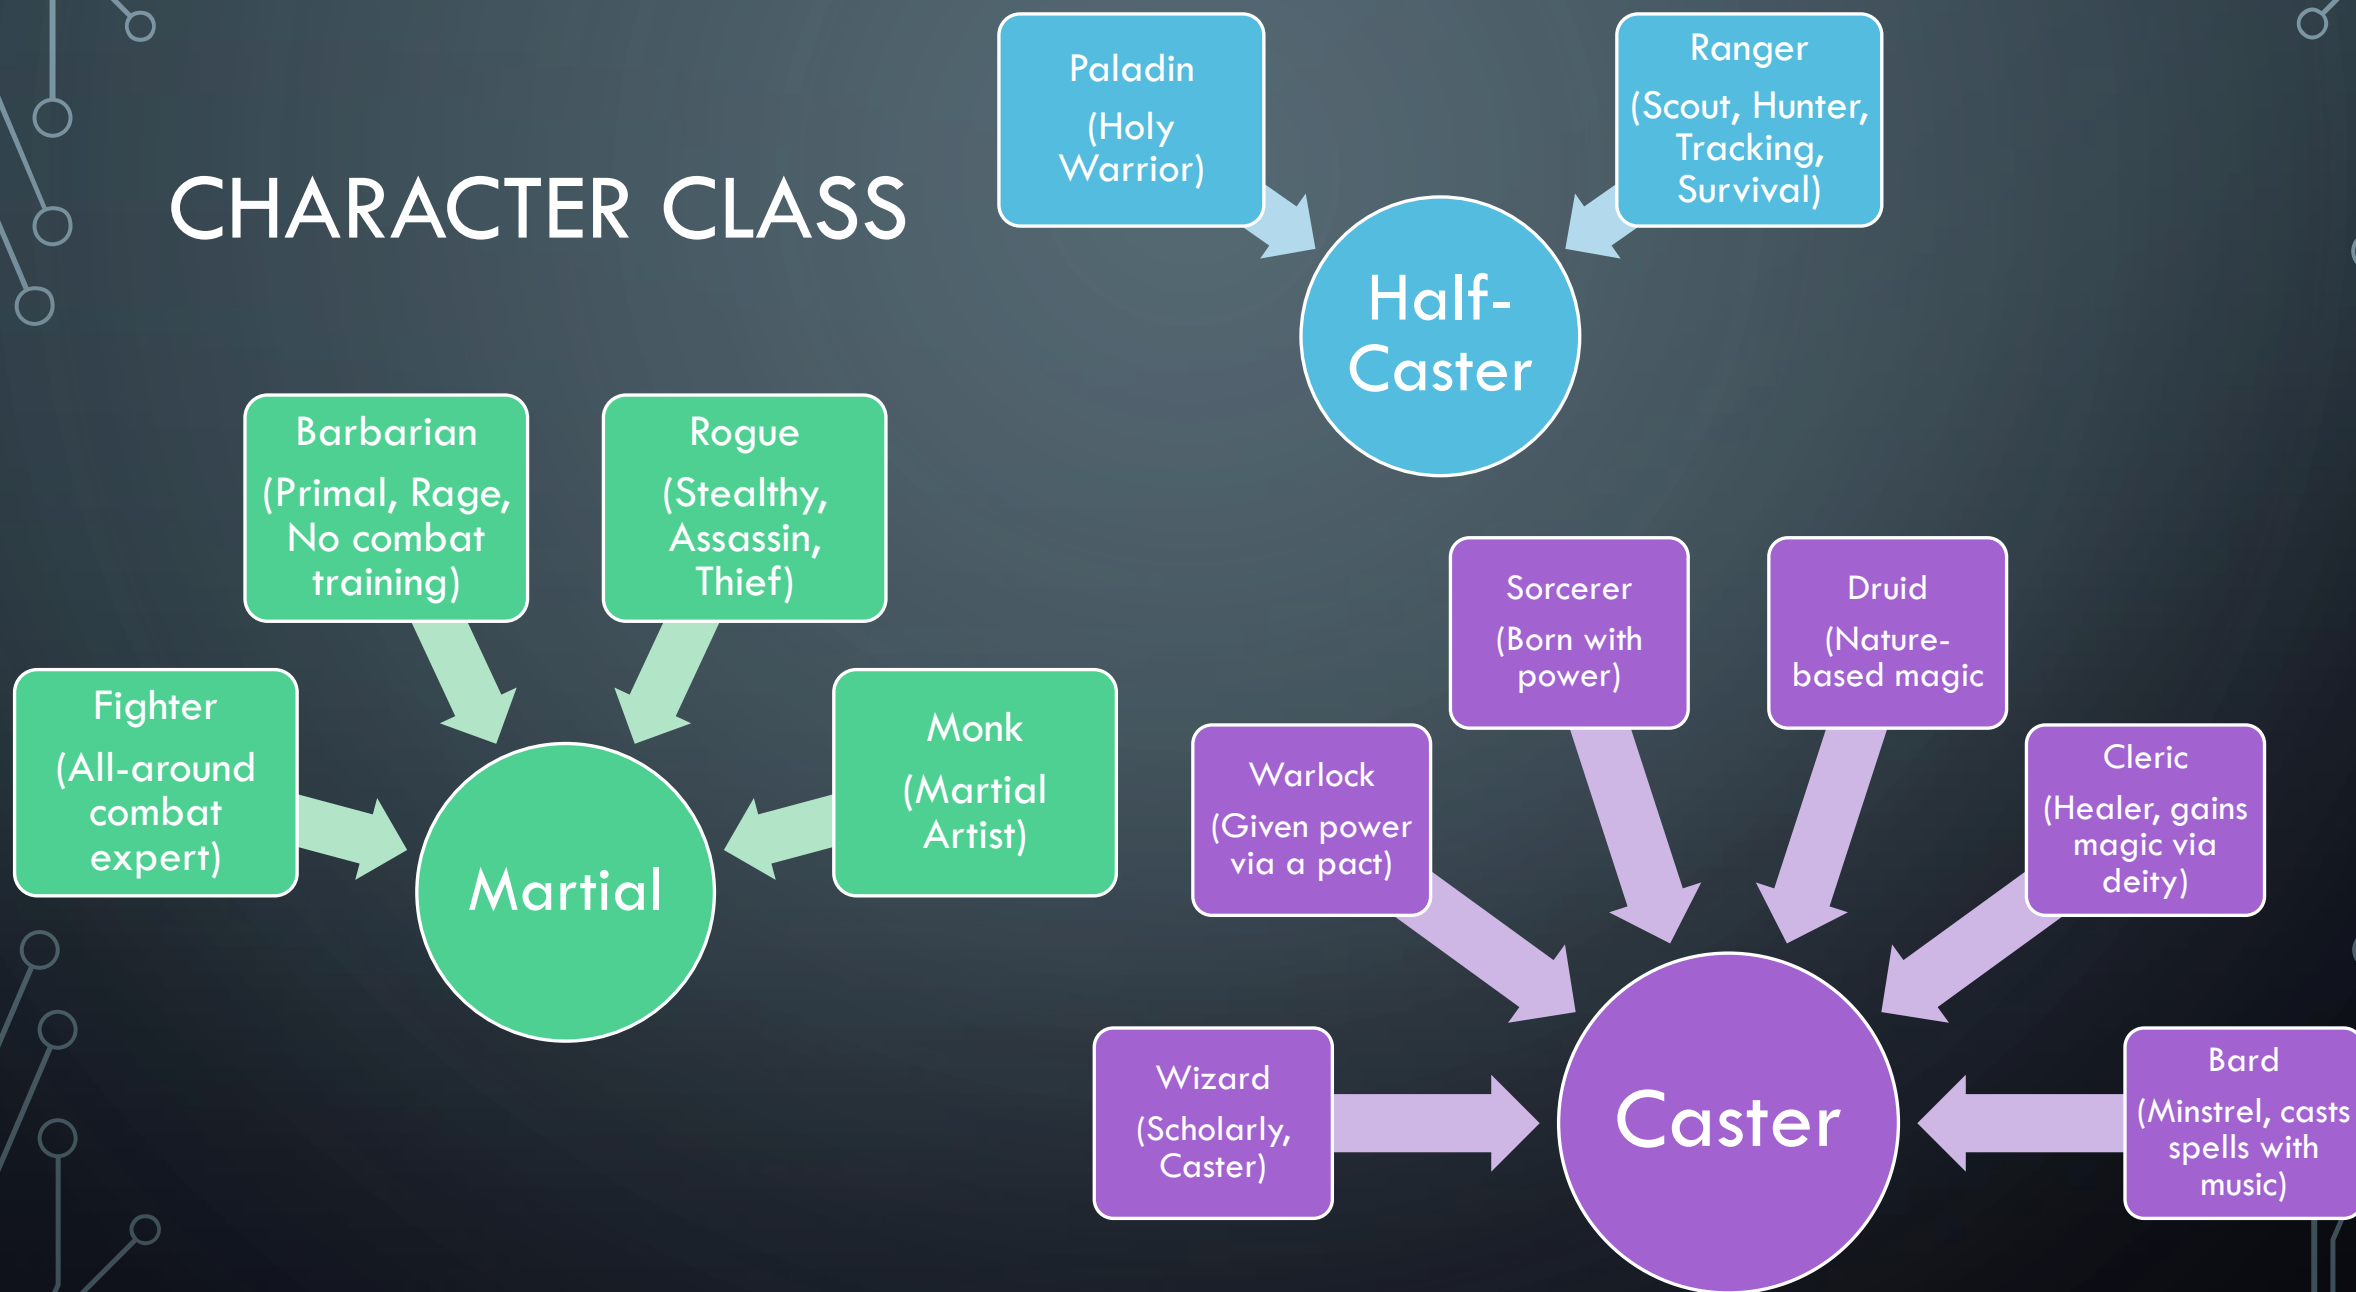 CHARACTER CLASS
Paladin
(Holy
Warrior)
Ranger
(Scout, Hunter,
Tracking,
Survival)
Half-
Caster
Barbarian
(Primal, Rage,
No combat
training)
Rogue
(Stealthy,
Assassin,
Thief)
Fighter
(All-around
combat
expert)
Monk
(Martial
Artist)
Martial
Sorcerer
(Born with
power)
Druid
(Nature-
based magic
Warlock
(Given power
via a pact)
Cleric
(Healer, gains
magic via
deity)
Wizard
(Scholarly,
Caster)
Bard
(Minstrel, casts
spells with
music)
Caster